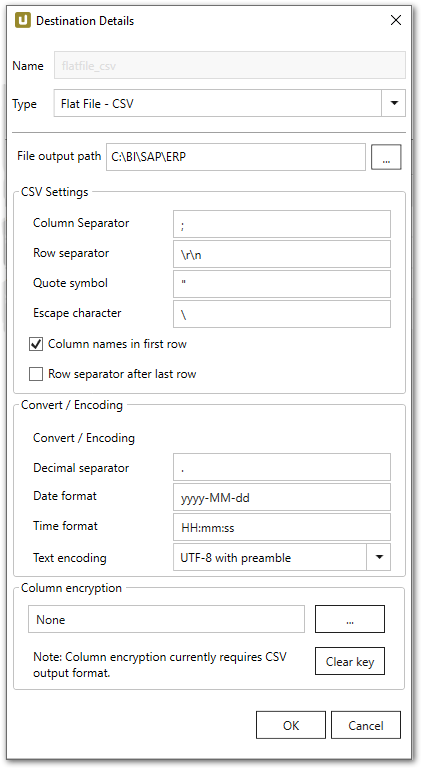 Destination Details
Name flatfile_csv
Type Flat File - CSV
File output path C:\BI\SAP\ERP ...
CSV Settings
Column Separator ;
Row separator \r\n
Quote symbol "
Escape character \
Column names in first row
Row separator after last row
Convert / Encoding
Convert / Encoding
Decimal separator .
Date format yyyy-MM-dd
Time format HH:mm:ss
Text encoding UTF-8 with preamble
Column encryption
None ...
Note: Column encryption currently requires CSV
output format.
Clear key
OK Cancel